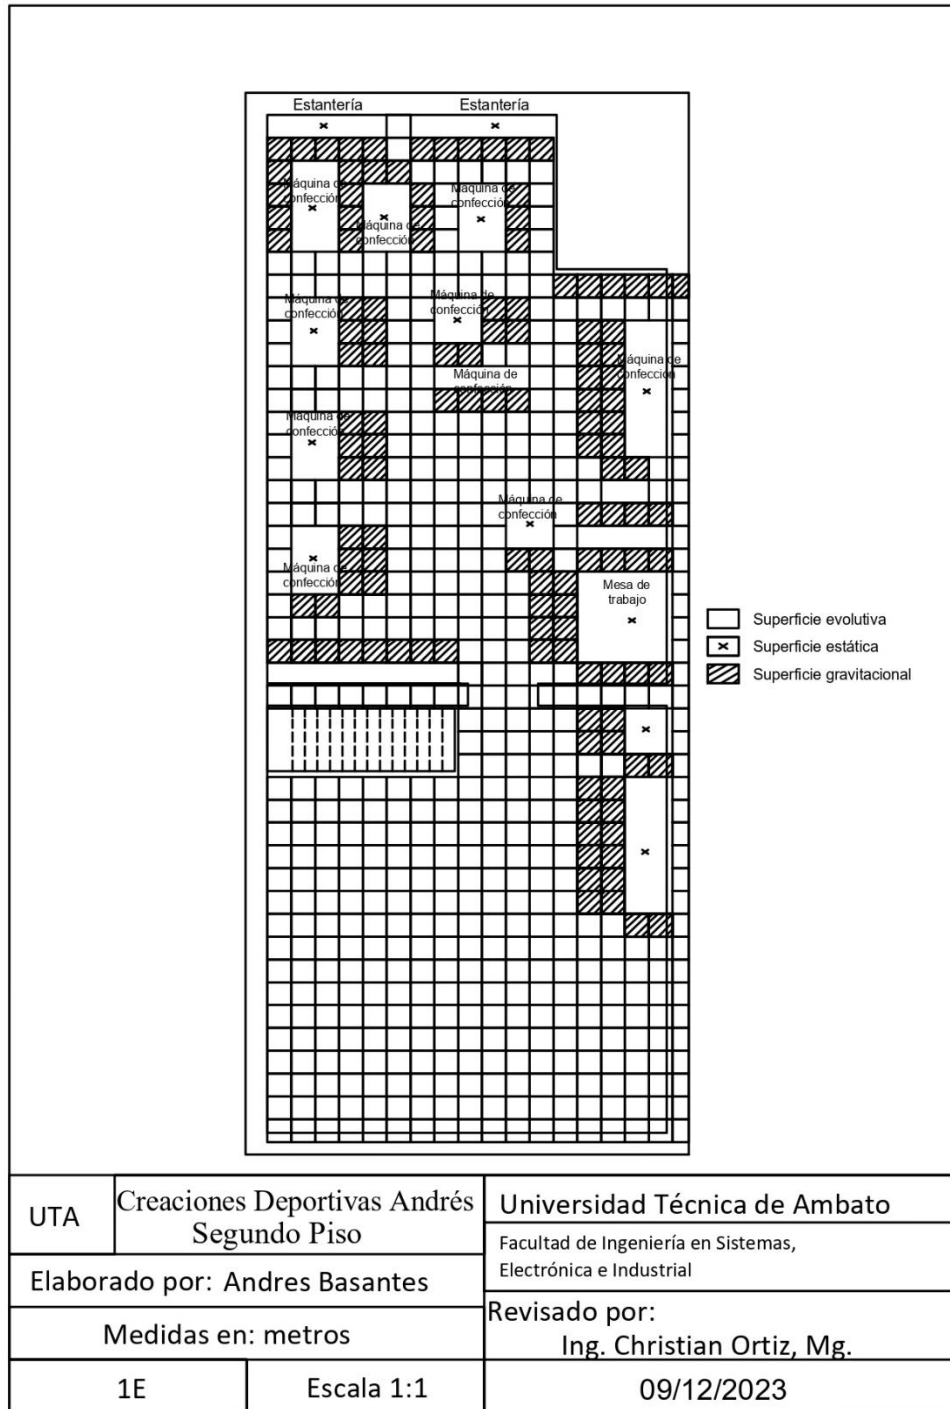 Estantería
Estantería
Máquina de
confección
Máquina de
confección
Máquina de
confección
Máquina de
confección
Máquina de
confección
Máquina de
confección
Máquina de
confección
Máquina de
confección
Máquina de
confección
Máquina de
confección
Mesa de
trabajo
Superficie evolutiva
Superficie estática
Superficie gravitacional
UTA
Creaciones Deportivas Andrés
Segundo Piso
Universidad Técnica de Ambato
Facultad de Ingeniería en Sistemas,
Electrónica e Industrial
Elaborado por: Andres Basantes
Revisado por:
Ing. Christian Ortiz, Mg.
Medidas en: metros
1E
Escala 1:1
09/12/2023